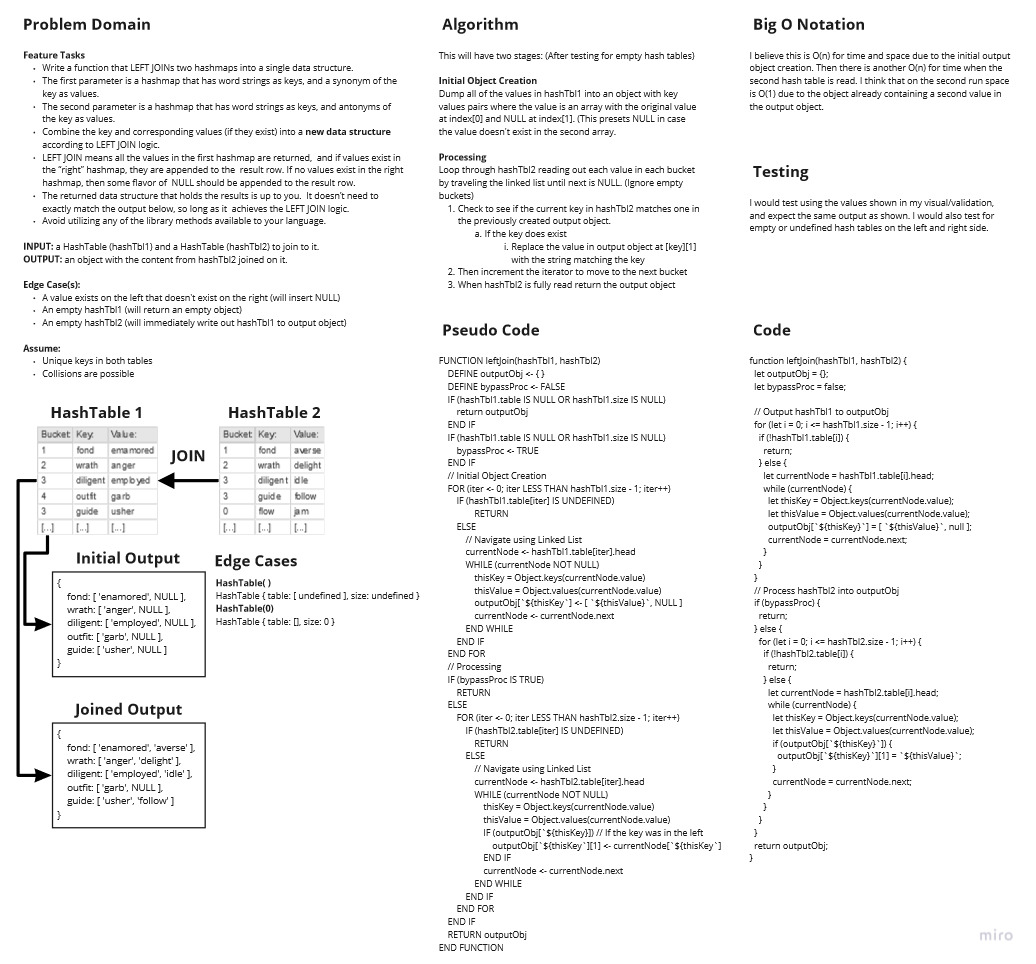 Problem Domain
Feature Tasks
• Write a function that LEFT JOINs two hashmaps into a single data structure.
• The first parameter is a hashmap that has word strings as keys, and a synonym of the
key as values.
• The second parameter is a hashmap that has word strings as keys, and antonyms of
the key as values.
• Combine the key and corresponding values (if they exist) into a new data structure
according to LEFT JOIN logic.
• LEFT JOIN means all the values in the first hashmap are returned, and if values exist in
the "right" hashmap, they are appended to the result row. If no values exist in the right
hashmap, then some flavor of NULL should be appended to the result row.
• The returned data structure that holds the results is up to you. It doesn't need to
exactly match the output below, so long as it achieves the LEFT JOIN logic.
• Avoid utilizing any of the library methods available to your language.
INPUT: a HashTable (hashTbl1) and a HashTable (hashTbl2) to join to it.
OUTPUT: an object with the content from hashTbl2 joined on it.
Edge Case(s):
• A value exists on the left that doesn't exist on the right (will insert NULL)
• An empty hashTbl1 (will return an empty object)
• An empty hashTbl2 (will immediately write out hashTbl1 to output object)
Assume:
• Unique keys in both tables
• Collisions are possible
HashTable 1
Bucket Key: Value:
1 fond enamored
2 wrath anger
3 diligent employed
4 outfit garb
3 guide usher
[...] [...] [...]
JOIN
HashTable 2
Bucket Key: Value:
1 fond averse
2 wrath delight
3 diligent idle
3 guide follow
0 flow jam
[...] [...] [...]
Initial Output
{
fond: [ 'enamored', NULL ],
wrath: [ 'anger', NULL ],
diligent: [ 'employed', NULL ],
outfit: [ 'garb', NULL ],
guide: [ 'usher', NULL ]
}
Edge Cases
HashTable( )
HashTable { table: [ undefined ], size: undefined }
HashTable(0)
HashTable { table: [], size: 0 }
Joined Output
{
fond: [ 'enamored', 'averse' ],
wrath: [ 'anger', 'delight' ],
diligent: [ 'employed', 'idle' ],
outfit: [ 'garb', NULL ],
guide: [ 'usher', 'follow' ]
}
Algorithm
This will have two stages: (After testing for empty hash tables)
Initial Object Creation
Dump all of the values in hashTbl1 into an object with key
values pairs where the value is an array with the original value
at index[0] and NULL at index[1]. (This presets NULL in case
the value doesn't exist in the second array.
Processing
Loop through hashTbl2 reading out each value in each bucket
by traveling the linked list until next is NULL. (Ignore empty
buckets)
1. Check to see if the current key in hashTbl2 matches one in
the previously created output object.
a. If the key does exist
i. Replace the value in output object at [key][1]
with the string matching the key
2. Then increment the iterator to move to the next bucket
3. When hashTbl2 is fully read return the output object
Pseudo Code
FUNCTION leftJoin(hashTbl1, hashTbl2)
DEFINE outputObj <- { }
DEFINE bypassProc <- FALSE
IF (hashTbl1.table IS NULL OR hashTbl1.size IS NULL)
return outputObj
END IF
IF (hashTbl1.table IS NULL OR hashTbl1.size IS NULL)
bypassProc <- TRUE
END IF
// Initial Object Creation
FOR (iter <- 0; iter LESS THAN hashTbl1.size - 1; iter++)
IF (hashTbl1.table[iter] IS UNDEFINED)
RETURN
ELSE
// Navigate using Linked List
currentNode <- hashTbl1.table[iter].head
WHILE (currentNode NOT NULL)
thisKey = Object.keys(currentNode.value)
thisValue = Object.values(currentNode.value)
outputObj[`${thisKey`] <- [ `${thisValue}`, NULL ]
currentNode <- currentNode.next
END WHILE
END IF
END FOR
// Processing
IF (bypassProc IS TRUE)
RETURN
ELSE
FOR (iter <- 0; iter LESS THAN hashTbl2.size - 1; iter++)
IF (hashTbl2.table[iter] IS UNDEFINED)
RETURN
ELSE
// Navigate using Linked List
currentNode <- hashTbl2.table[iter].head
WHILE (currentNode NOT NULL)
thisKey = Object.keys(currentNode.value)
thisValue = Object.values(currentNode.value)
IF (outputObj[`${thisKey}]) // If the key was in the left
outputObj[`${thisKey`][1] <- currentNode[`${thisKey`]
END IF
currentNode <- currentNode.next
END WHILE
END IF
END FOR
END IF
RETURN outputObj
END FUNCTION
Big O Notation
I believe this is O(n) for time and space due to the initial output
object creation. Then there is another O(n) for time when the
second hash table is read. I think that on the second run space
is O(1) due to the object already containing a second value in
the output object.
Testing
I would test using the values shown in my visual/validation,
and expect the same output as shown. I would also test for
empty or undefined hash tables on the left and right side.
Code
function leftJoin(hashTbl1, hashTbl2) {
let outputObj = {};
let bypassProc = false;
// Output hashTbl1 to outputObj
for (let i = 0; i <= hashTbl1.size - 1; i++) {
if (!hashTbl1.table[i]) {
return;
} else {
let currentNode = hashTbl1.table[i].head;
while (currentNode) {
let thisKey = Object.keys(currentNode.value);
let thisValue = Object.values(currentNode.value);
outputObj[`${thisKey}`] = [ `${thisValue}`, null ];
currentNode = currentNode.next;
}
}
}
// Process hashTbl2 into outputObj
if (bypassProc) {
return;
} else {
for (let i = 0; i <= hashTbl2.size - 1; i++) {
if (!hashTbl2.table[i]) {
return;
} else {
let currentNode = hashTbl2.table[i].head;
while (currentNode) {
let thisKey = Object.keys(currentNode.value);
let thisValue = Object.values(currentNode.value);
if (outputObj[`${thisKey}`]) {
outputObj[`${thisKey}`][1] = `${thisValue}`;
}
currentNode = currentNode.next;
}
}
}
}
return outputObj;
}
miro